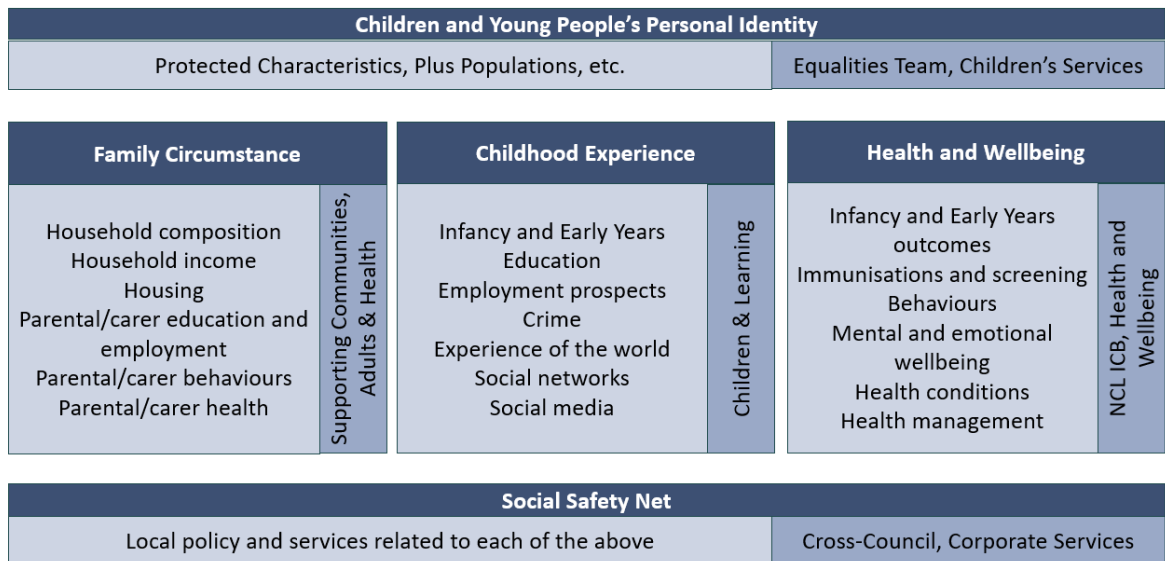 Children and Young People’s Personal Identity
Protected Characteristics, Plus Populations, etc.
Equalities Team, Children’s Services
Family Circumstance
Household composition
Household income
Housing
Parental/carer education and
employment
Parental/carer behaviours
Parental/carer health
Supporting Communities,
Adults & Health
Childhood Experience
Infancy and Early Years
Education
Employment prospects
Crime
Experience of the world
Social networks
Social media
Children & Learning
Health and Wellbeing
Infancy and Early Years
outcomes
Immunisations and screening
Behaviours
Mental and emotional
wellbeing
Health conditions
Health management
NCL ICB, Health and
Wellbeing
Social Safety Net
Local policy and services related to each of the above
Cross-Council, Corporate Services